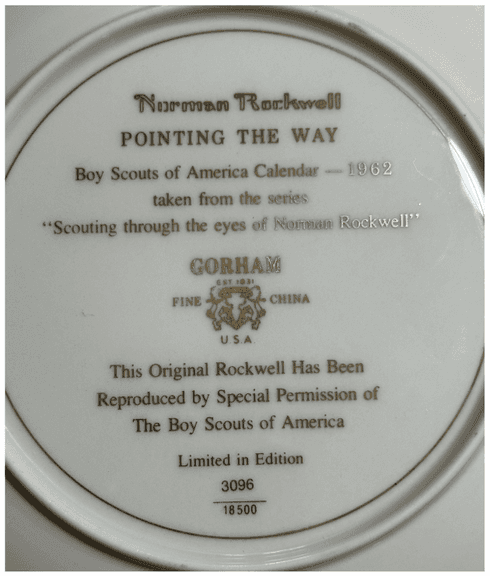 Norman Rockwell
POINTING THE WAY
Boy Scouts of America Calendar — 1962
taken from the series
“Scouting through the eyes of Norman Rockwell”
GORHAM
EST 1831
FINE CHINA
USA
This Original Rockwell Has Been
Reproduced by Special Permission of
The Boy Scouts of America
Limited in Edition
3096
18500